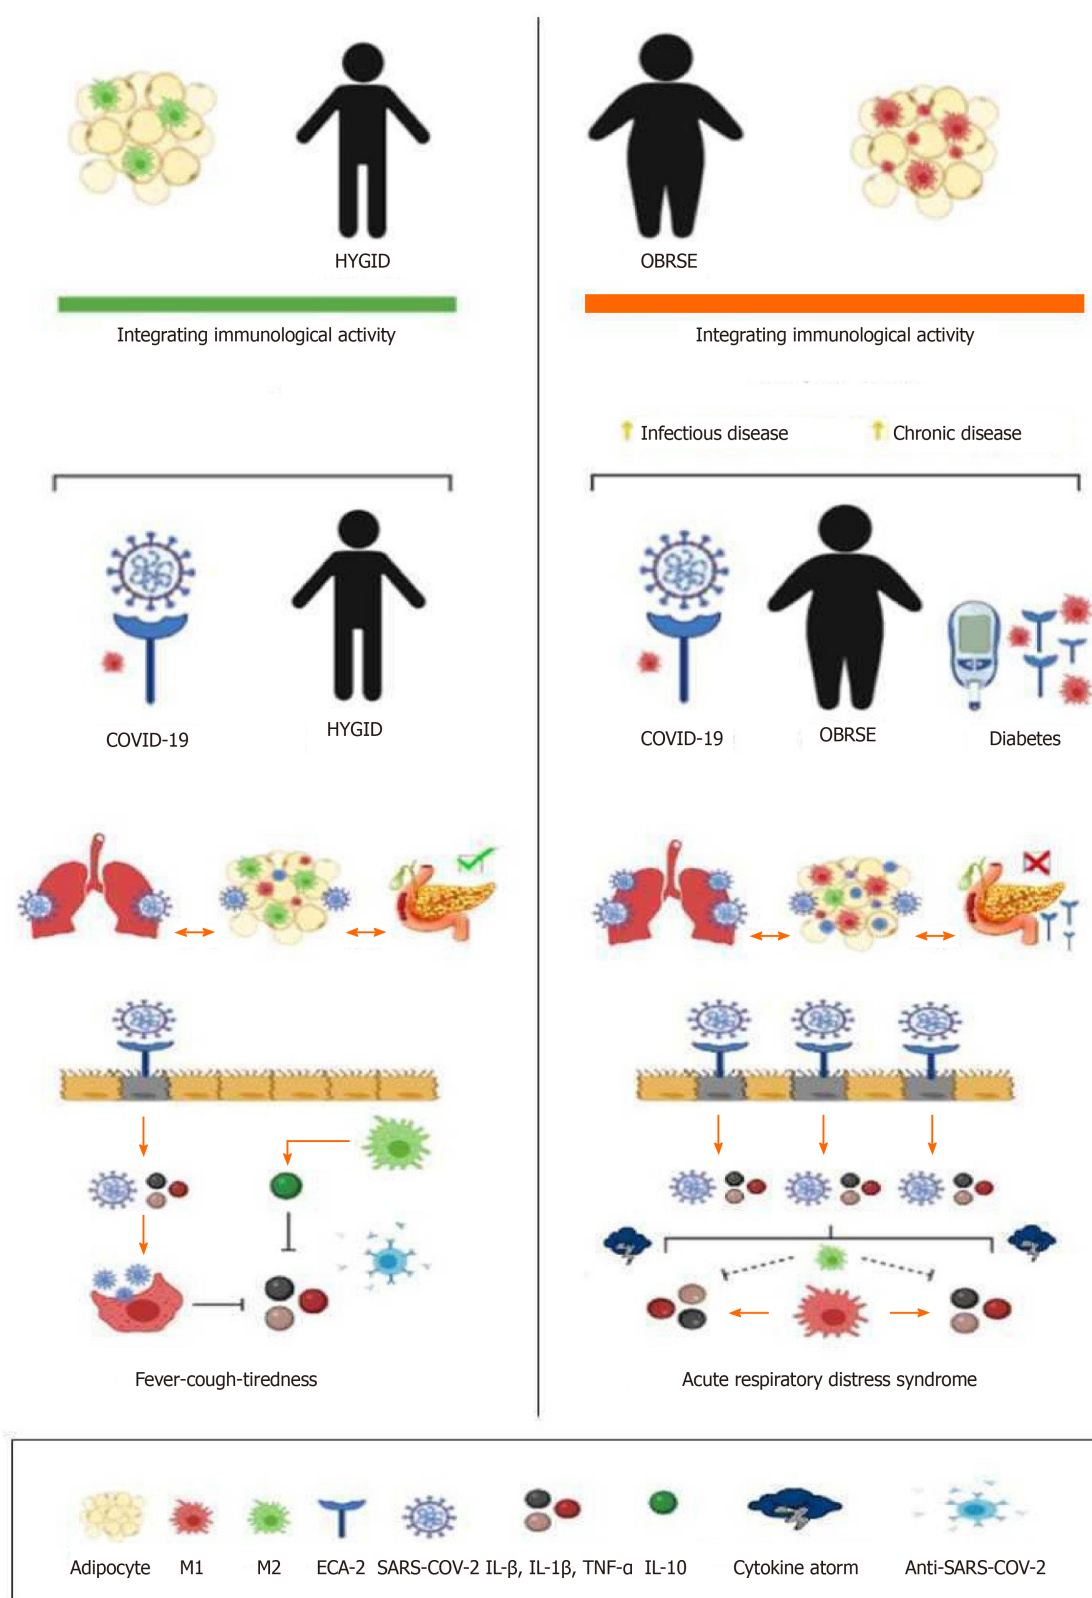 HYGID
OBRSE
Integrating immunological activity
Integrating immunological activity
Infectious disease
Chronic disease
COVID-19
HYGID
COVID-19
OBRSE
Diabetes
Fever-cough-tiredness
Acute respiratory distress syndrome
Adipocyte
M1
M2
ECA-2
SARS-COV-2
IL-β, IL-1β, TNF-α
IL-10
Cytokine atorm
Anti-SARS-COV-2